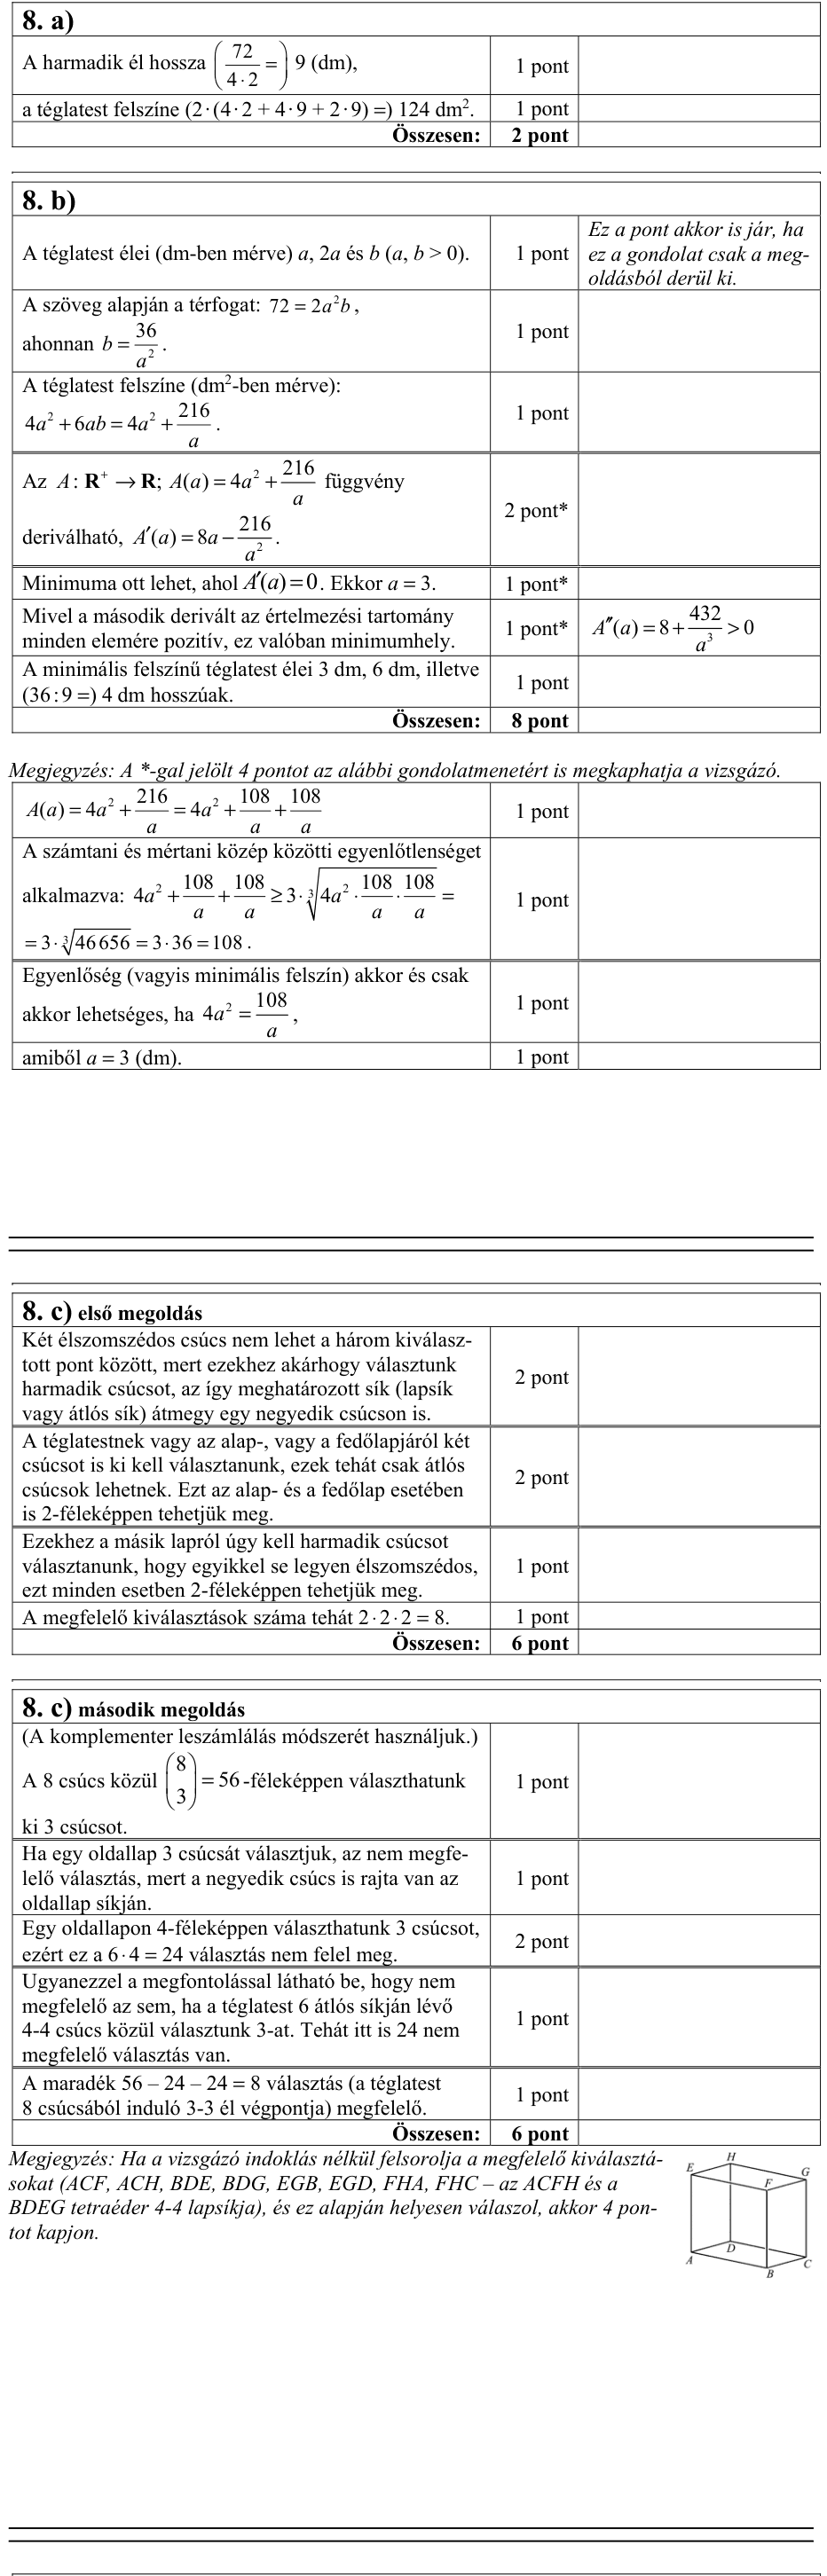 8. a)
A harmadik él hossza (72/(4·2) =) 9 (dm), 1 pont
a téglatest felszíne (2·(4·2 + 4·9 + 2·9) =) 124 dm². 1 pont
Összesen: 2 pont
8. b)
A téglatest élei (dm-ben mérve) a, 2a és b (a, b > 0). 1 pont
Ez a pont akkor is jár, ha
ez a gondolat csak a meg-
oldásból derül ki.
A szöveg alapján a térfogat: 72 = 2a²b,
ahonnan b = 36/a². 1 pont
A téglatest felszíne (dm²-ben mérve):
4a² + 6ab = 4a² + 216/a. 1 pont
Az A: R⁺ → R; A(a) = 4a² + 216/a függvény
deriválható, A′(a) = 8a − 216/a². 2 pont*
Minimuma ott lehet, ahol A′(a) = 0. Ekkor a = 3. 1 pont*
Mivel a második derivált az értelmezési tartomány
minden elemére pozitív, ez valóban minimumhely. 1 pont* A″(a) = 8 + 432/a³ > 0
A minimális felszínű téglatest élei 3 dm, 6 dm, illetve
(36 : 9 =) 4 dm hosszúak. 1 pont
Összesen: 8 pont
Megjegyzés: A *-gal jelölt 4 pontot az alábbi gondolatmenetért is megkaphatja a vizsgázó.
A(a) = 4a² + 216/a = 4a² + 108/a + 108/a 1 pont
A számtani és mértani közép közötti egyenlőtlenséget
alkalmazva: 4a² + 108/a + 108/a ≥ 3·∛(4a² · 108/a · 108/a) =
= 3·∛46 656 = 3·36 = 108. 1 pont
Egyenlőség (vagyis minimális felszín) akkor és csak
akkor lehetséges, ha 4a² = 108/a, 1 pont
amiből a = 3 (dm). 1 pont
8. c) első megoldás
Két élszomszédos csúcs nem lehet a három kiválasz-
tott pont között, mert ezekhez akárhogy választunk
harmadik csúcsot, az így meghatározott sík (lapsík
vagy átlós sík) átmegy egy negyedik csúcson is. 2 pont
A téglatestnek vagy az alap-, vagy a fedőlapjáról két
csúcsot is ki kell választanunk, ezek tehát csak átlós
csúcsok lehetnek. Ezt az alap- és a fedőlap esetében
is 2-féleképpen tehetjük meg. 2 pont
Ezekhez a másik lapról úgy kell harmadik csúcsot
választanunk, hogy egyikkel se legyen élszomszédos,
ezt minden esetben 2-féleképpen tehetjük meg. 1 pont
A megfelelő kiválasztások száma tehát 2·2·2 = 8. 1 pont
Összesen: 6 pont
8. c) második megoldás
(A komplementer leszámlálás módszerét használjuk.)
A 8 csúcs közül (8 3) = 56-féleképpen választhatunk
ki 3 csúcsot. 1 pont
Ha egy oldallap 3 csúcsát választjuk, az nem megfe-
lelő választás, mert a negyedik csúcs is rajta van az
oldallap síkján. 1 pont
Egy oldallapon 4-féleképpen választhatunk 3 csúcsot,
ezért ez a 6·4 = 24 választás nem felel meg. 2 pont
Ugyanezzel a megfontolással látható be, hogy nem
megfelelő az sem, ha a téglatest 6 átlós síkján lévő
4-4 csúcs közül választunk 3-at. Tehát itt is 24 nem
megfelelő választás van. 1 pont
A maradék 56 – 24 – 24 = 8 választás (a téglatest
8 csúcsából induló 3-3 él végpontja) megfelelő. 1 pont
Összesen: 6 pont
Megjegyzés: Ha a vizsgázó indoklás nélkül felsorolja a megfelelő kiválasztá-
sokat (ACF, ACH, BDE, BDG, EGB, EGD, FHA, FHC – az ACFH és a
BDEG tetraéder 4-4 lapsíkja), és ez alapján helyesen válaszol, akkor 4 pon-
tot kapjon.
H
E
G
F
D
A
C
B